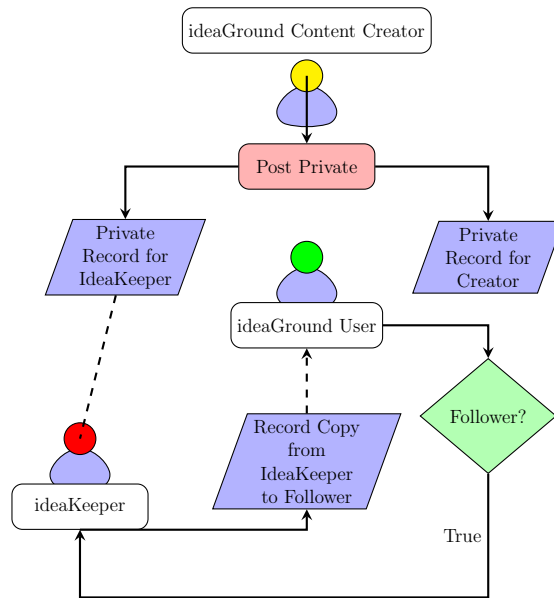 ideaGround Content Creator
Post Private
Private
Record for
IdeaKeeper
Private
Record for
Creator
ideaGround User
Follower?
Record Copy
from
IdeaKeeper
to Follower
ideaKeeper
True